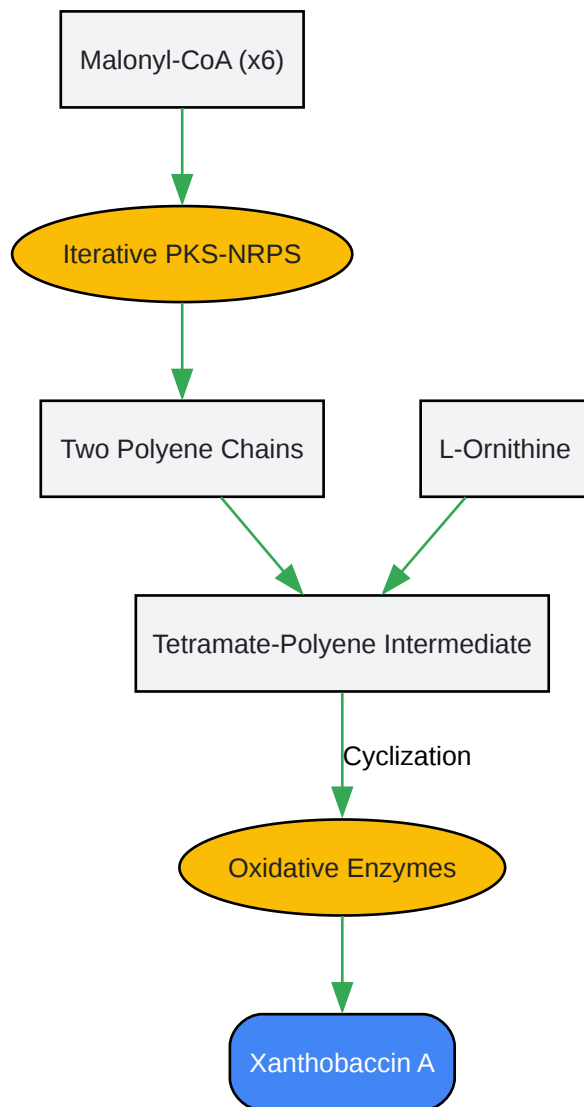 Malonyl-CoA (x6)
Iterative PKS-NRPS
Two Polyene Chains
L-Ornithine
Tetramate-Polyene Intermediate
Cyclization
Oxidative Enzymes
Xanthobaccin A